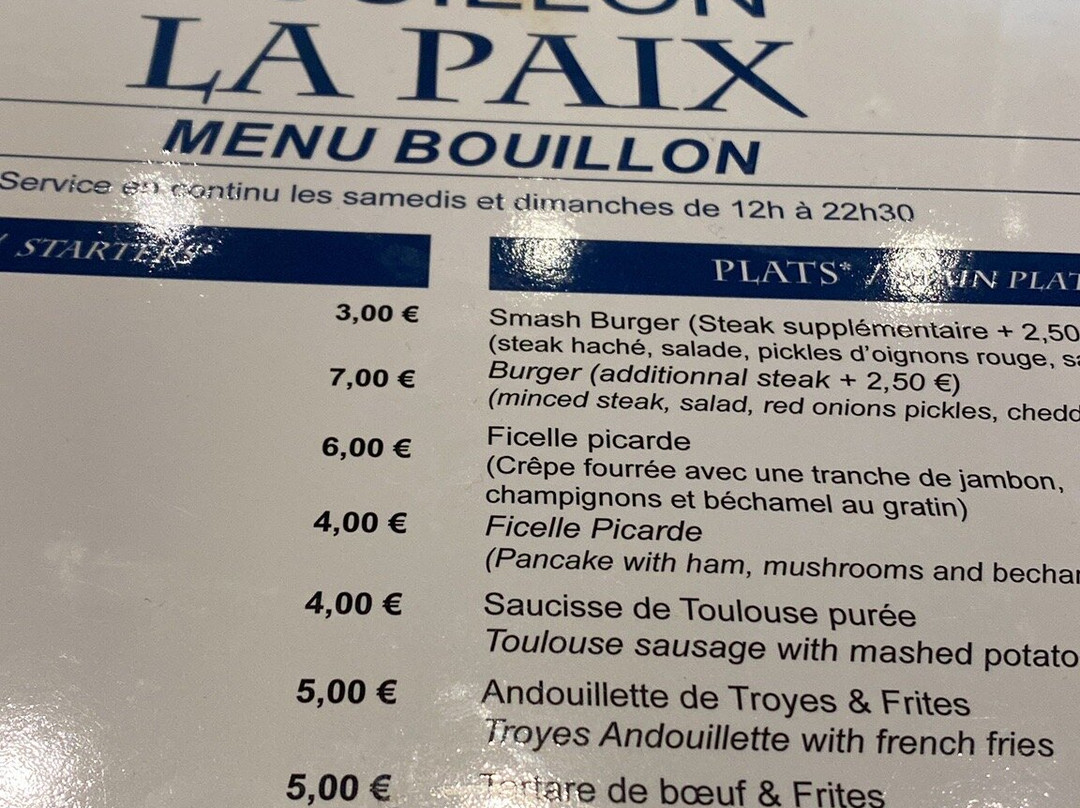 LA PAIX
MENU BOUILLON
Service en continu les samedis et dimanches de 12h à 22h30
/ STARTERS*
3,00 €
7,00 €
6,00 €
4,00 €
4,00 €
5,00 €
5,00 €
PLATS* / MAIN PLAT
Smash Burger (Steak supplémentaire + 2,50
(steak haché, salade, pickles d'oignons rouge, sa
Burger (additionnal steak + 2,50 €)
(minced steak, salad, red onions pickles, chedd
Ficelle picarde
(Crêpe fourrée avec une tranche de jambon,
champignons et béchamel au gratin)
Ficelle Picarde
(Pancake with ham, mushrooms and becham
Saucisse de Toulouse purée
Toulouse sausage with mashed potato
Andouillette de Troyes & Frites
Troyes Andouillette with french fries
Tartare de bœuf & Frites